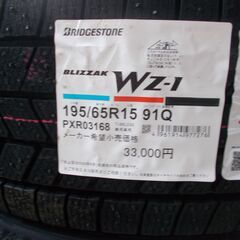 BRIDGESTONE
BLIZZAK WZ-1
195/65R15 91Q
PXR03168
メーカー希望小売価格
33,000円